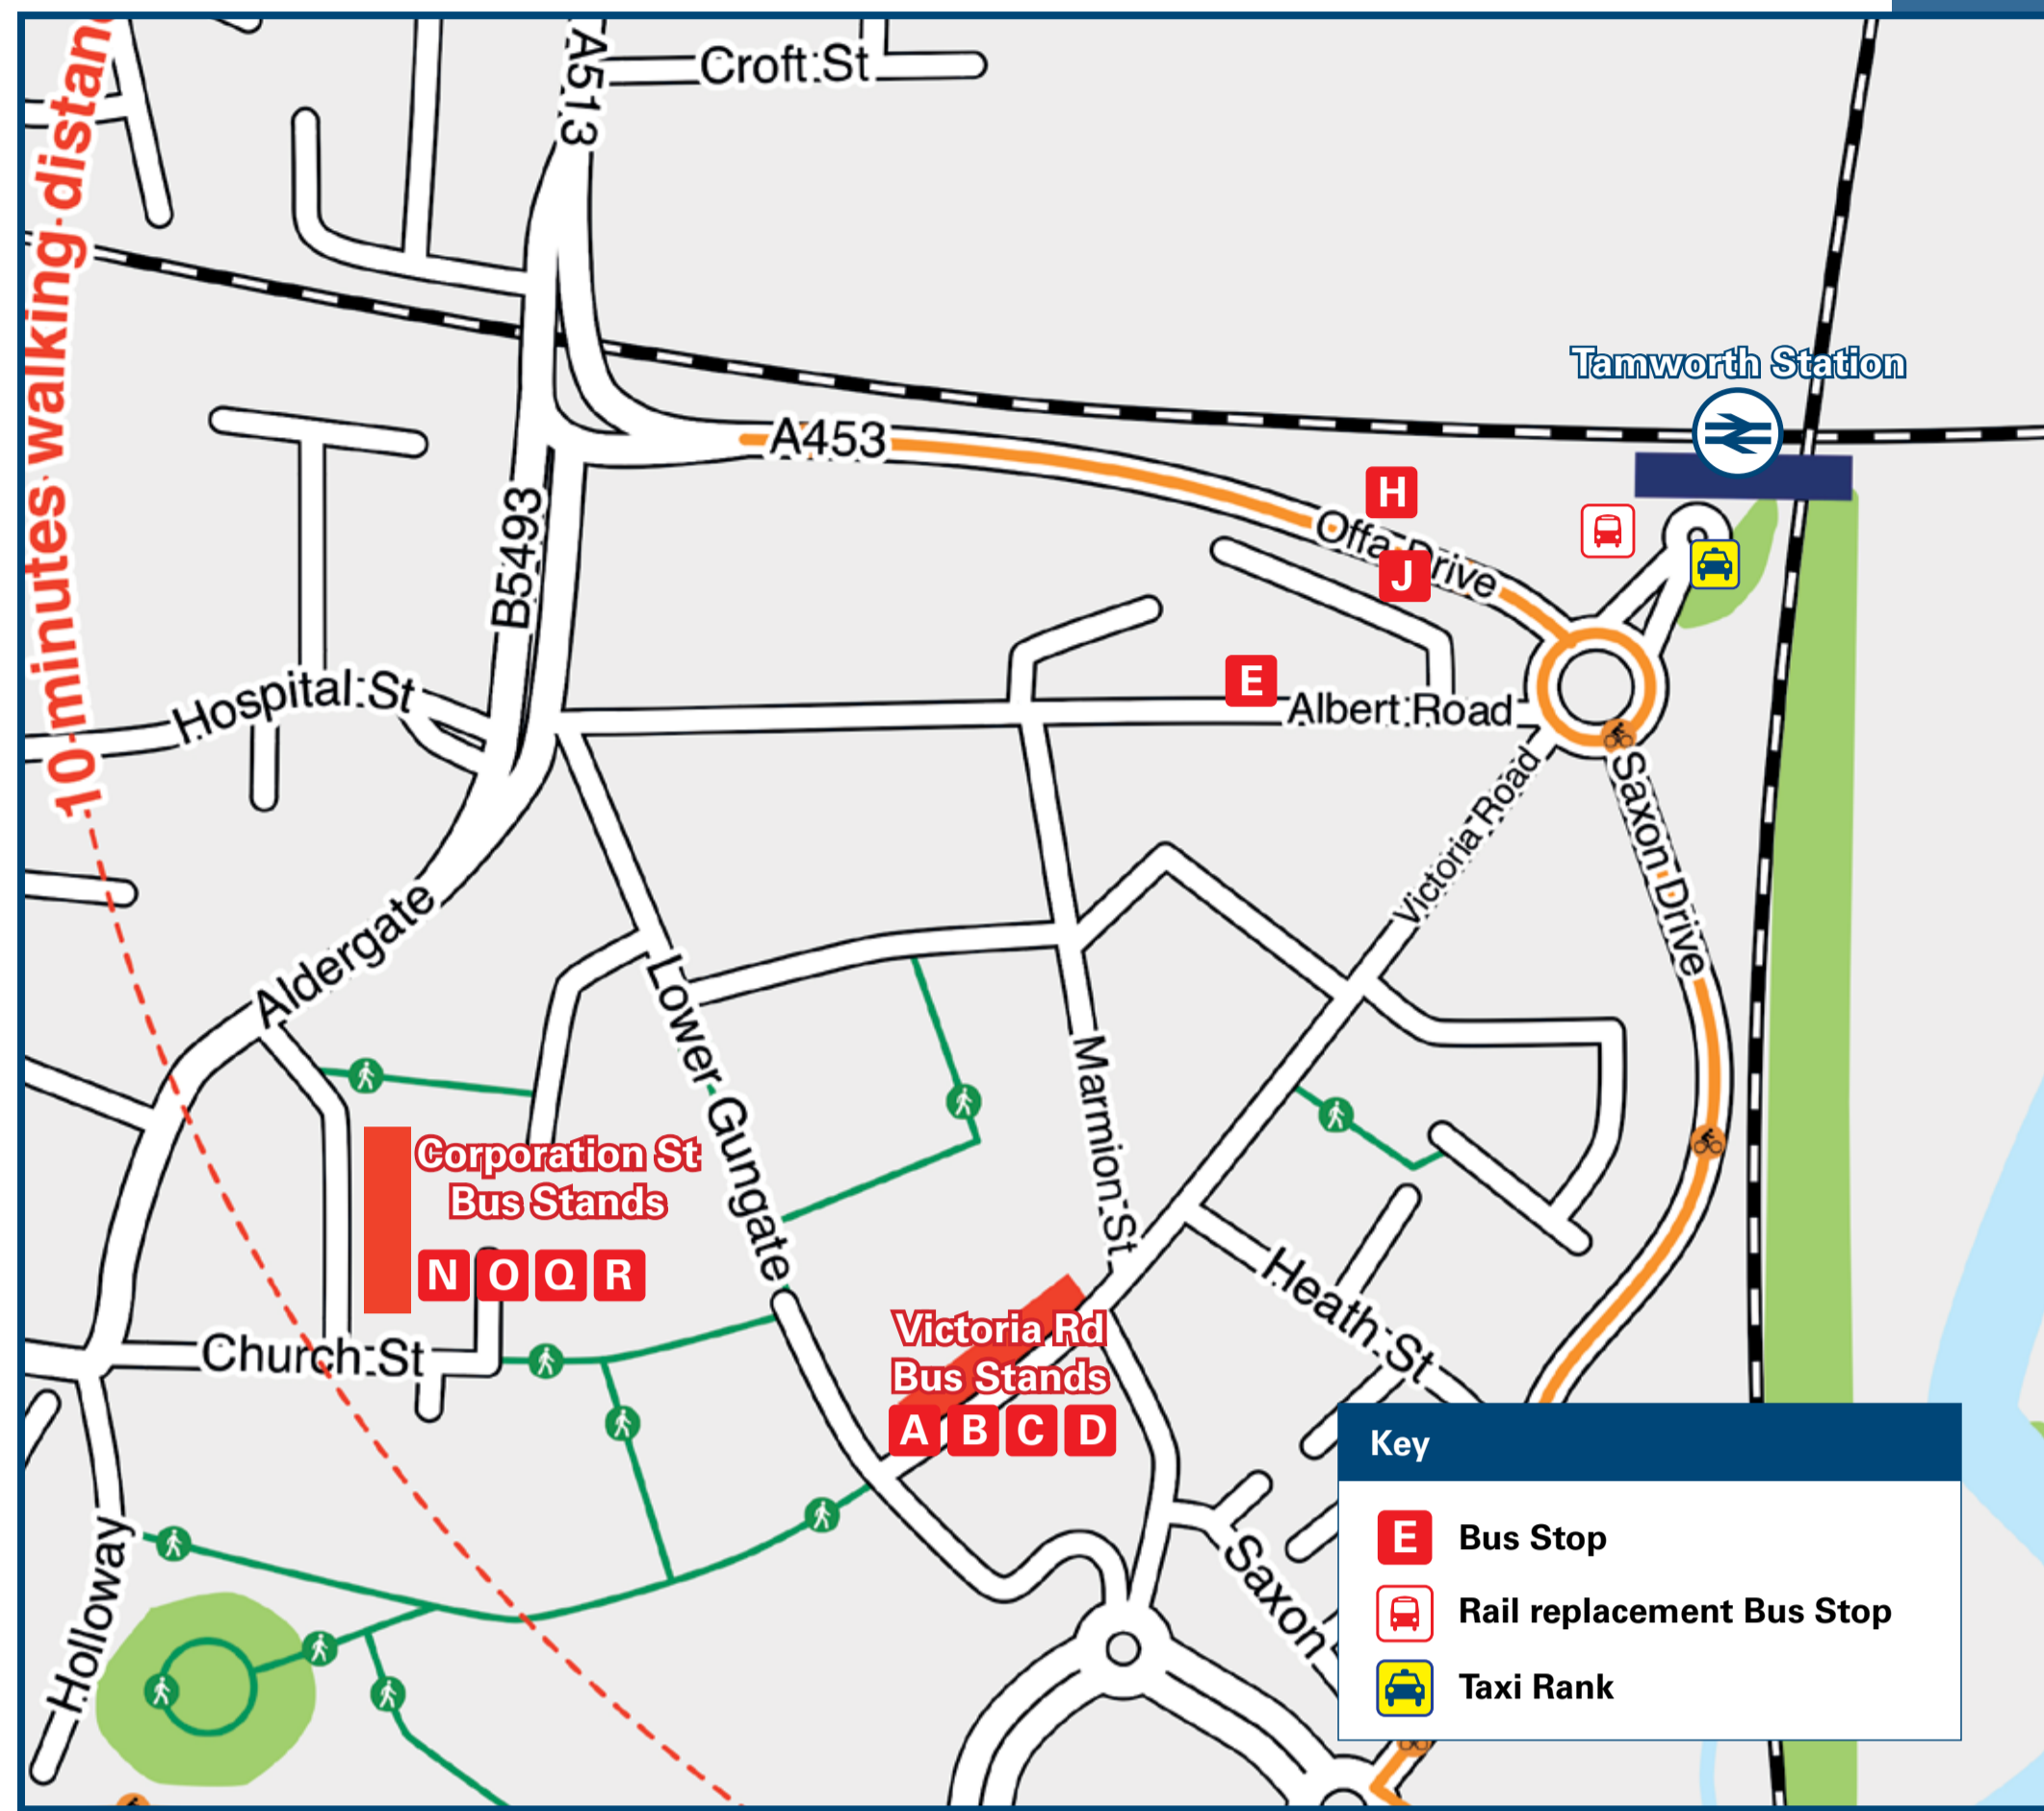 A513
Croft St
10 minutes walking distanc
Tamworth Station
A453
H
Offa Drive
J
B5493
E
Albert Road
Hospital St
Victoria Road
Saxon Drive
Aldergate
Lower Gungate
Marmion St
Corporation St
Bus Stands
N O Q R
Church St
Victoria Rd
Bus Stands
A B C D
Heath St
Holloway
Saxon
Key
E Bus Stop
Rail replacement Bus Stop
Taxi Rank